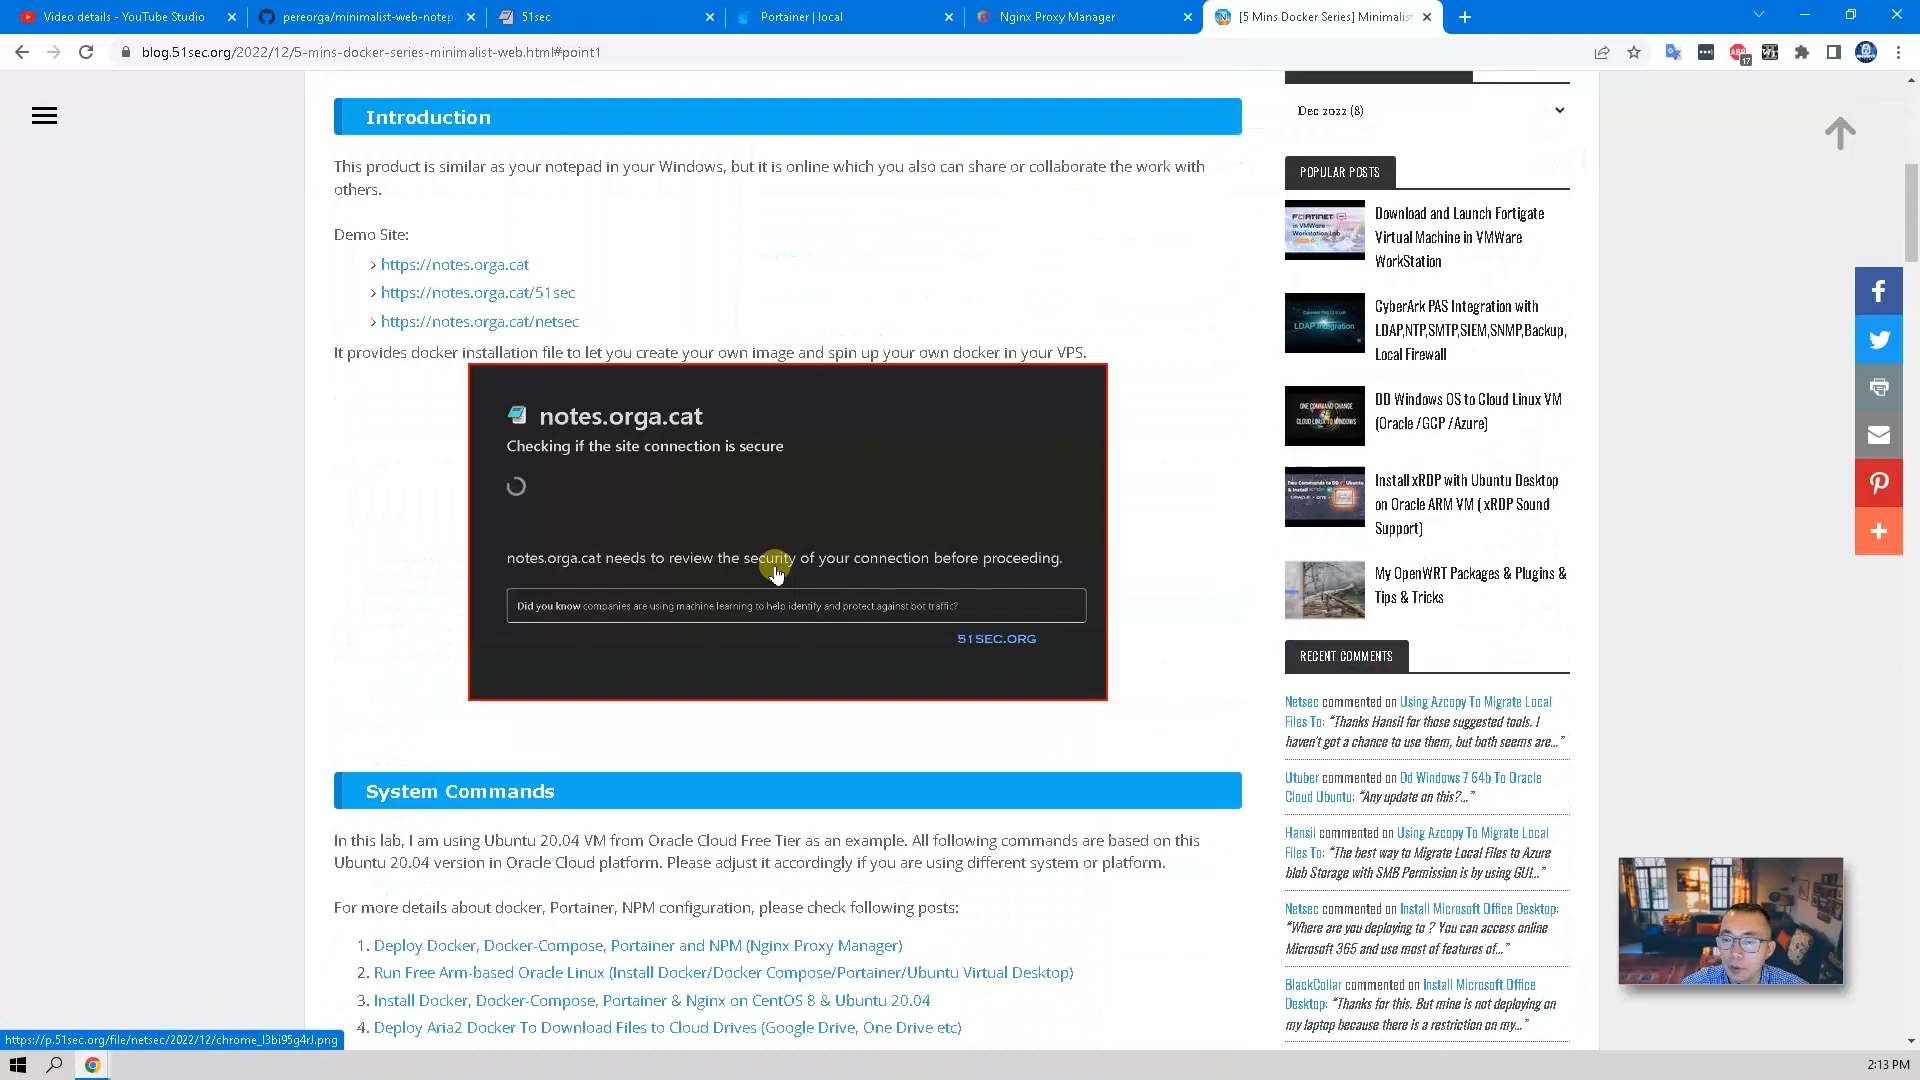 Video details - YouTube Studio
pereorga/minimalist-web-notep
51sec
Portainer | local
Nginx Proxy Manager
[5 Mins Docker Series] Minimalist
blog.51sec.org/2022/12/5-mins-docker-series-minimalist-web.html#point1
17
Introduction
This product is similar as your notepad in your Windows, but it is online which you also can share or collaborate the work with
others.
Demo Site:
https://notes.orga.cat
https://notes.orga.cat/51sec
https://notes.orga.cat/netsec
It provides docker installation file to let you create your own image and spin up your own docker in your VPS.
notes.orga.cat
Checking if the site connection is secure
notes.orga.cat needs to review the security of your connection before proceeding.
Did you know companies are using machine learning to help identify and protect against bot traffic?
51SEC.ORG
System Commands
In this lab, I am using Ubuntu 20.04 VM from Oracle Cloud Free Tier as an example. All following commands are based on this
Ubuntu 20.04 version in Oracle Cloud platform. Please adjust it accordingly if you are using different system or platform.
For more details about docker, Portainer, NPM configuration, please check following posts:
1. Deploy Docker, Docker-Compose, Portainer and NPM (Nginx Proxy Manager)
2. Run Free Arm-based Oracle Linux (Install Docker/Docker Compose/Portainer/Ubuntu Virtual Desktop)
3. Install Docker, Docker-Compose, Portainer & Nginx on CentOS 8 & Ubuntu 20.04
4. Deploy Aria2 Docker To Download Files to Cloud Drives (Google Drive, One Drive etc)
Dec 2022 (8)
POPULAR POSTS
Download and Launch Fortigate
Virtual Machine in VMWare
WorkStation
CyberArk PAS Integration with
LDAP,NTP,SMTP,SIEM,SNMP,Backup,
Local Firewall
DD Windows OS to Cloud Linux VM
(Oracle /GCP /Azure)
Install xRDP with Ubuntu Desktop
on Oracle ARM VM ( xRDP Sound
Support)
My OpenWRT Packages & Plugins &
Tips & Tricks
RECENT COMMENTS
Netsec commented on Using Azcopy To Migrate Local
Files To: “Thanks Hansil for those suggested tools. I
haven't got a chance to use them, but both seems are...”
Utuber commented on Dd Windows 7 64b To Oracle
Cloud Ubuntu: “Any update on this?...”
Hansil commented on Using Azcopy To Migrate Local
Files To: “The best way to Migrate Local Files to Azure
blob Storage with SMB Permission is by using GUI...”
Netsec commented on Install Microsoft Office Desktop:
“Where are you deploying to ? You can access online
Microsoft 365 and use most of features of...”
BlackCollar commented on Install Microsoft Office
Desktop: “Thanks for this. But mine is not deploying on
my laptop because there is a restriction on my...”
https://p.51sec.org/file/netsec/2022/12/chrome_l3bi95g4rJ.png
2:13 PM